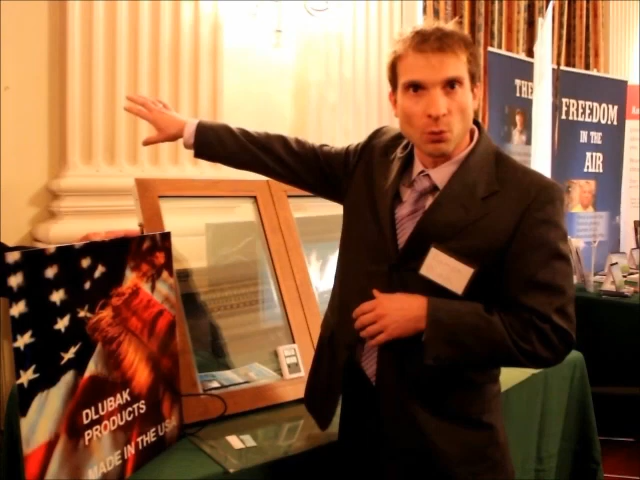 THE
FREEDOM
IN THE
AIR
DLUBAK
PRODUCTS
MADE IN THE USA